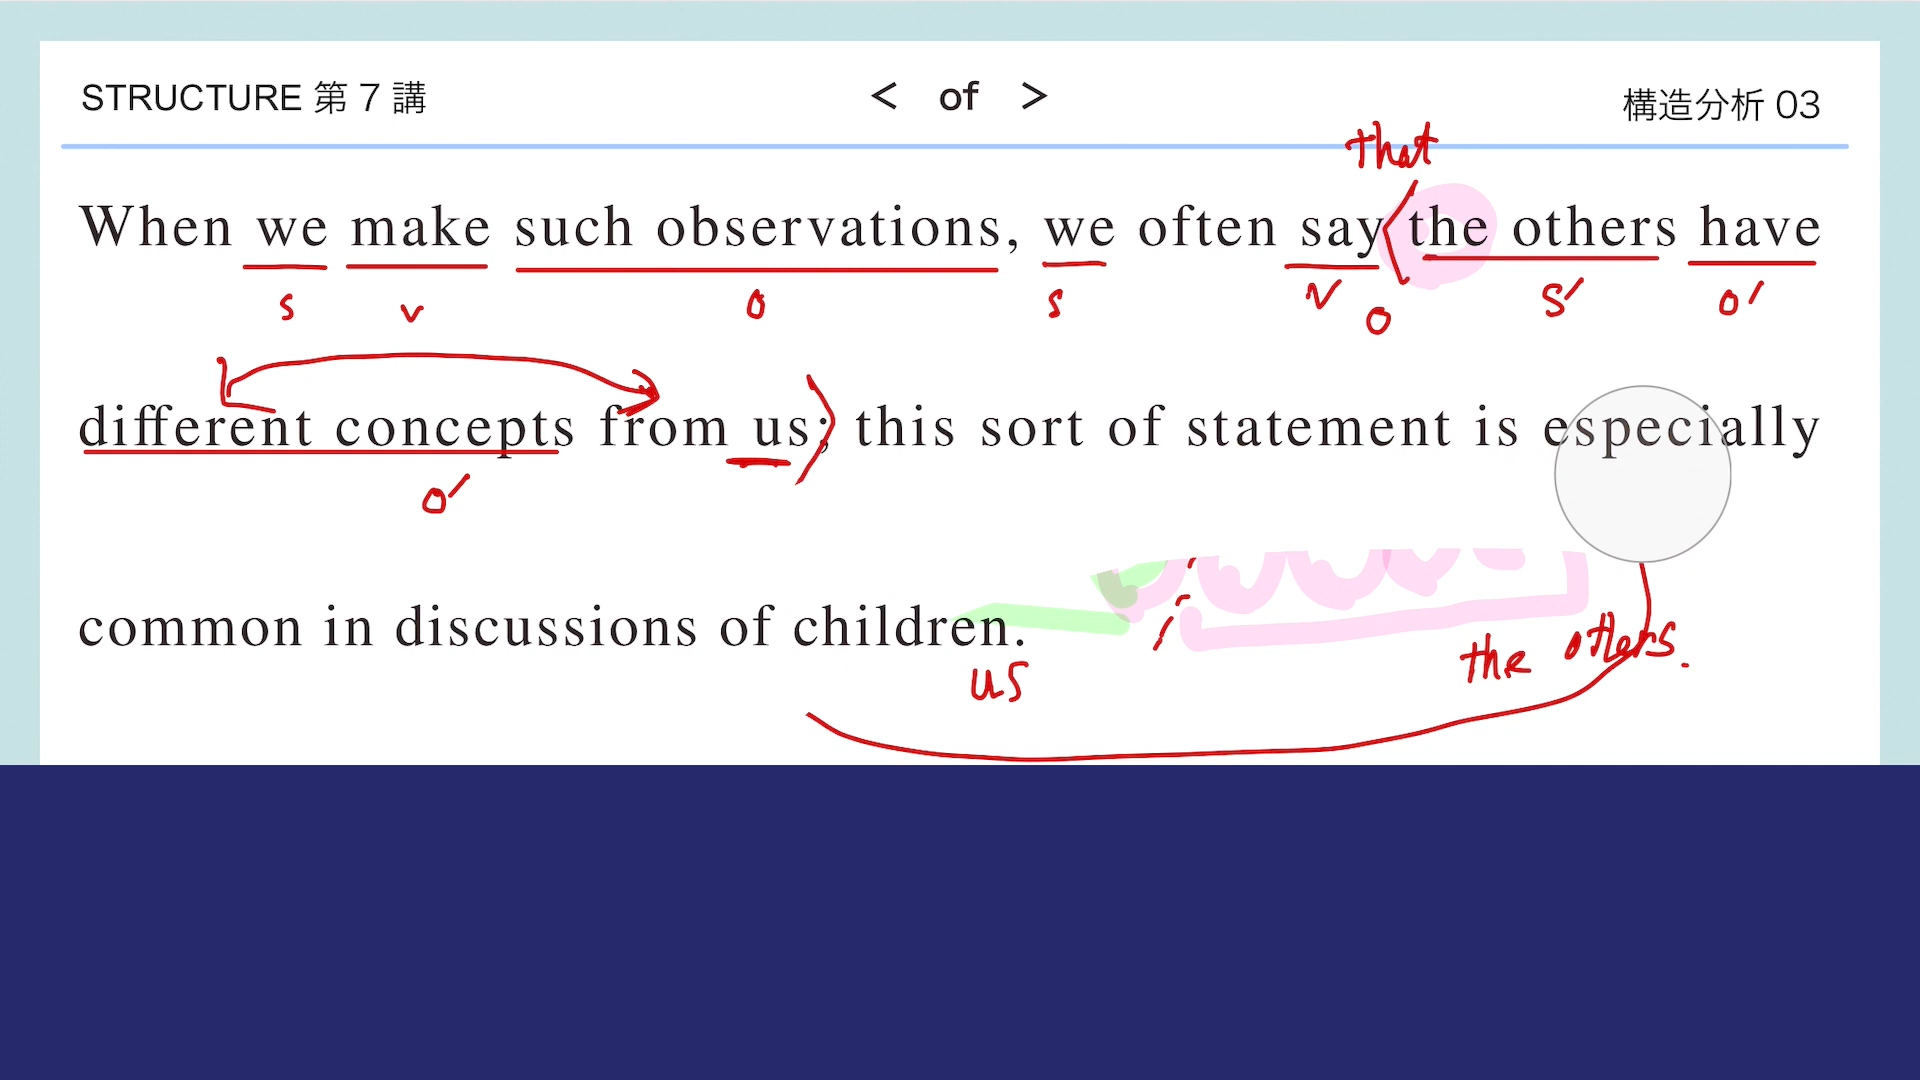 STRUCTURE 第 7 講 < of > 構造分析 03
that
When we make such observations, we often say the others have
s v o s v o s' o'
different concepts from us; this sort of statement is especially
o'
common in discussions of children.
us the others.